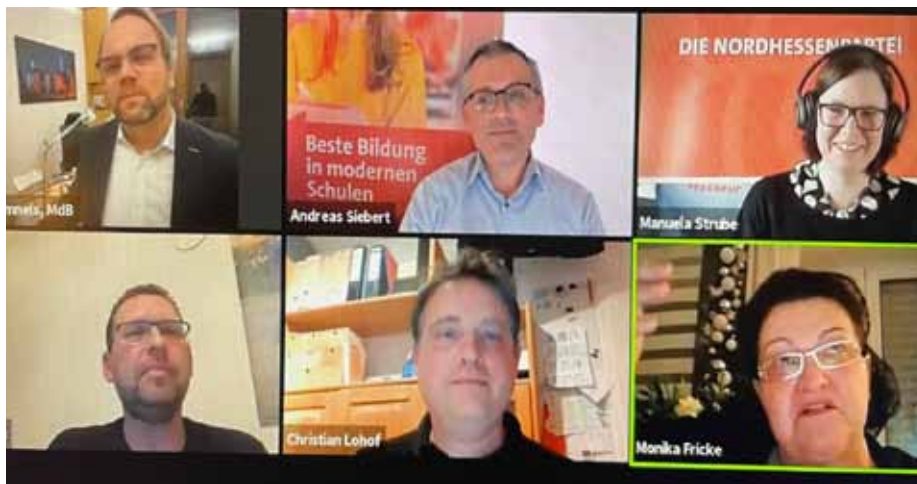 DIE NORDHESSENPARTEI
Beste Bildung
in modernen
Schulen
MdB
Andreas Siebert
Manuela Strube
Christian Lohof
Monika Fricke